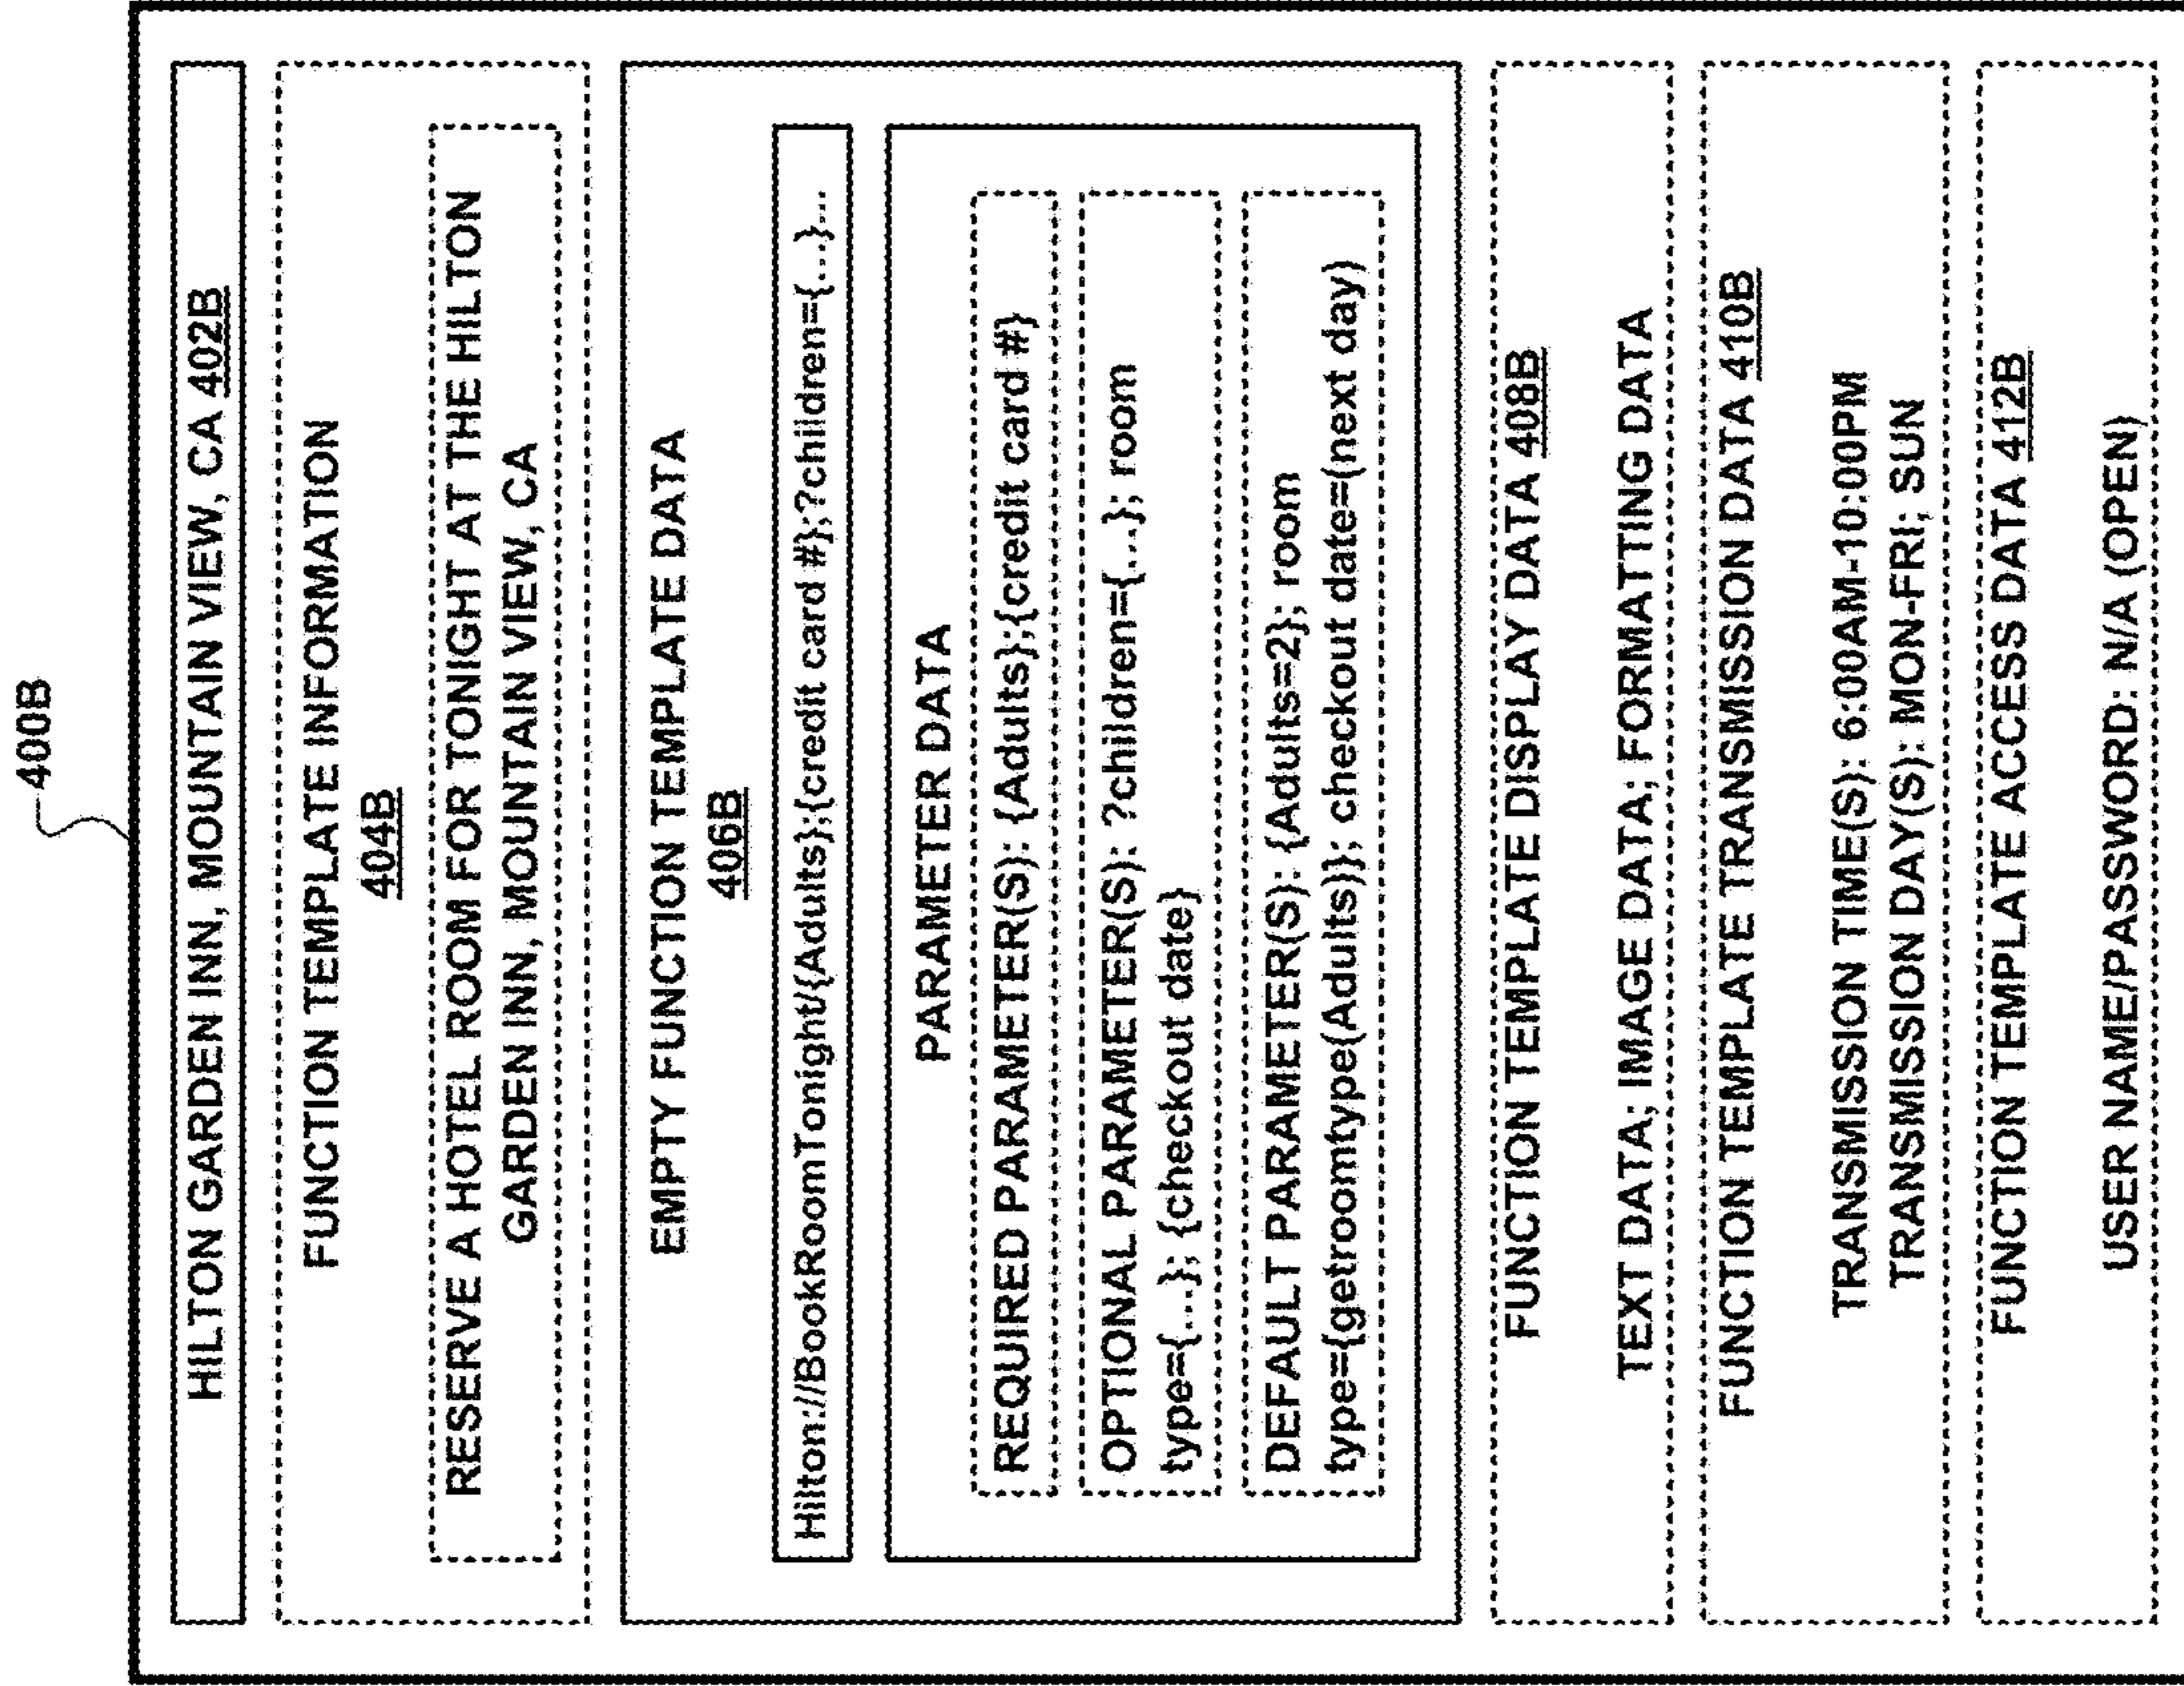 400B
HILTON GARDEN INN, MOUNTAIN VIEW, CA 402B
FUNCTION TEMPLATE INFORMATION
404B
RESERVE A HOTEL ROOM FOR TONIGHT AT THE HILTON
GARDEN INN, MOUNTAIN VIEW, CA
EMPTY FUNCTION TEMPLATE DATA
406B
Hilton://BookRoomTonight/{Adults};{credit card #};?children={...}...
PARAMETER DATA
REQUIRED PARAMETER(S): {Adults};{credit card #}
OPTIONAL PARAMETER(S): ?children={...}; room
type={...}; {checkout date}
DEFAULT PARAMETER(S): {Adults=2}; room
type={getroomtype(Adults)}; checkout date=(next day)
FUNCTION TEMPLATE DISPLAY DATA 408B
TEXT DATA; IMAGE DATA; FORMATTING DATA
FUNCTION TEMPLATE TRANSMISSION DATA 410B
TRANSMISSION TIME(S): 6:00AM-10:00PM
TRANSMISSION DAY(S): MON-FRI; SUN
FUNCTION TEMPLATE ACCESS DATA 412B
USER NAME/PASSWORD: N/A (OPEN)